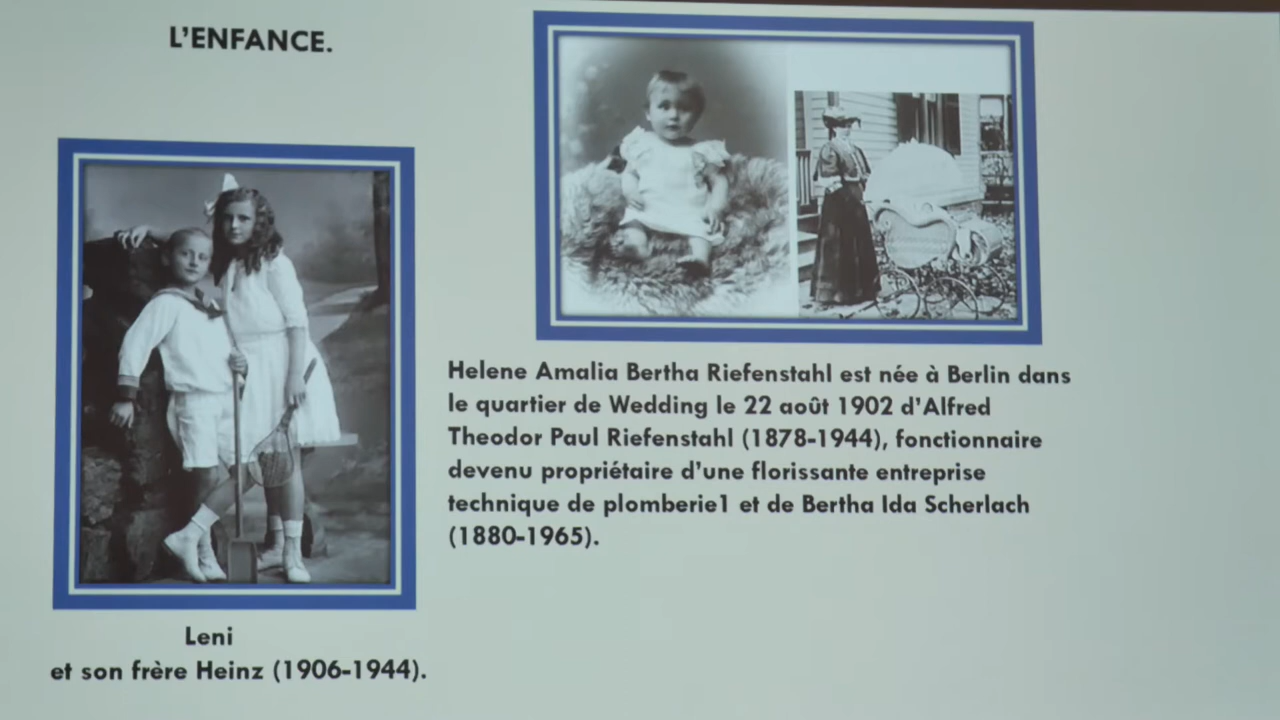 L'ENFANCE.
Helene Amalia Bertha Riefenstahl est née à Berlin dans
le quartier de Wedding le 22 août 1902 d'Alfred
Theodor Paul Riefenstahl (1878-1944), fonctionnaire
devenu propriétaire d'une florissante entreprise
technique de plomberie1 et de Bertha Ida Scherlach
(1880-1965).
Leni
et son frère Heinz (1906-1944).